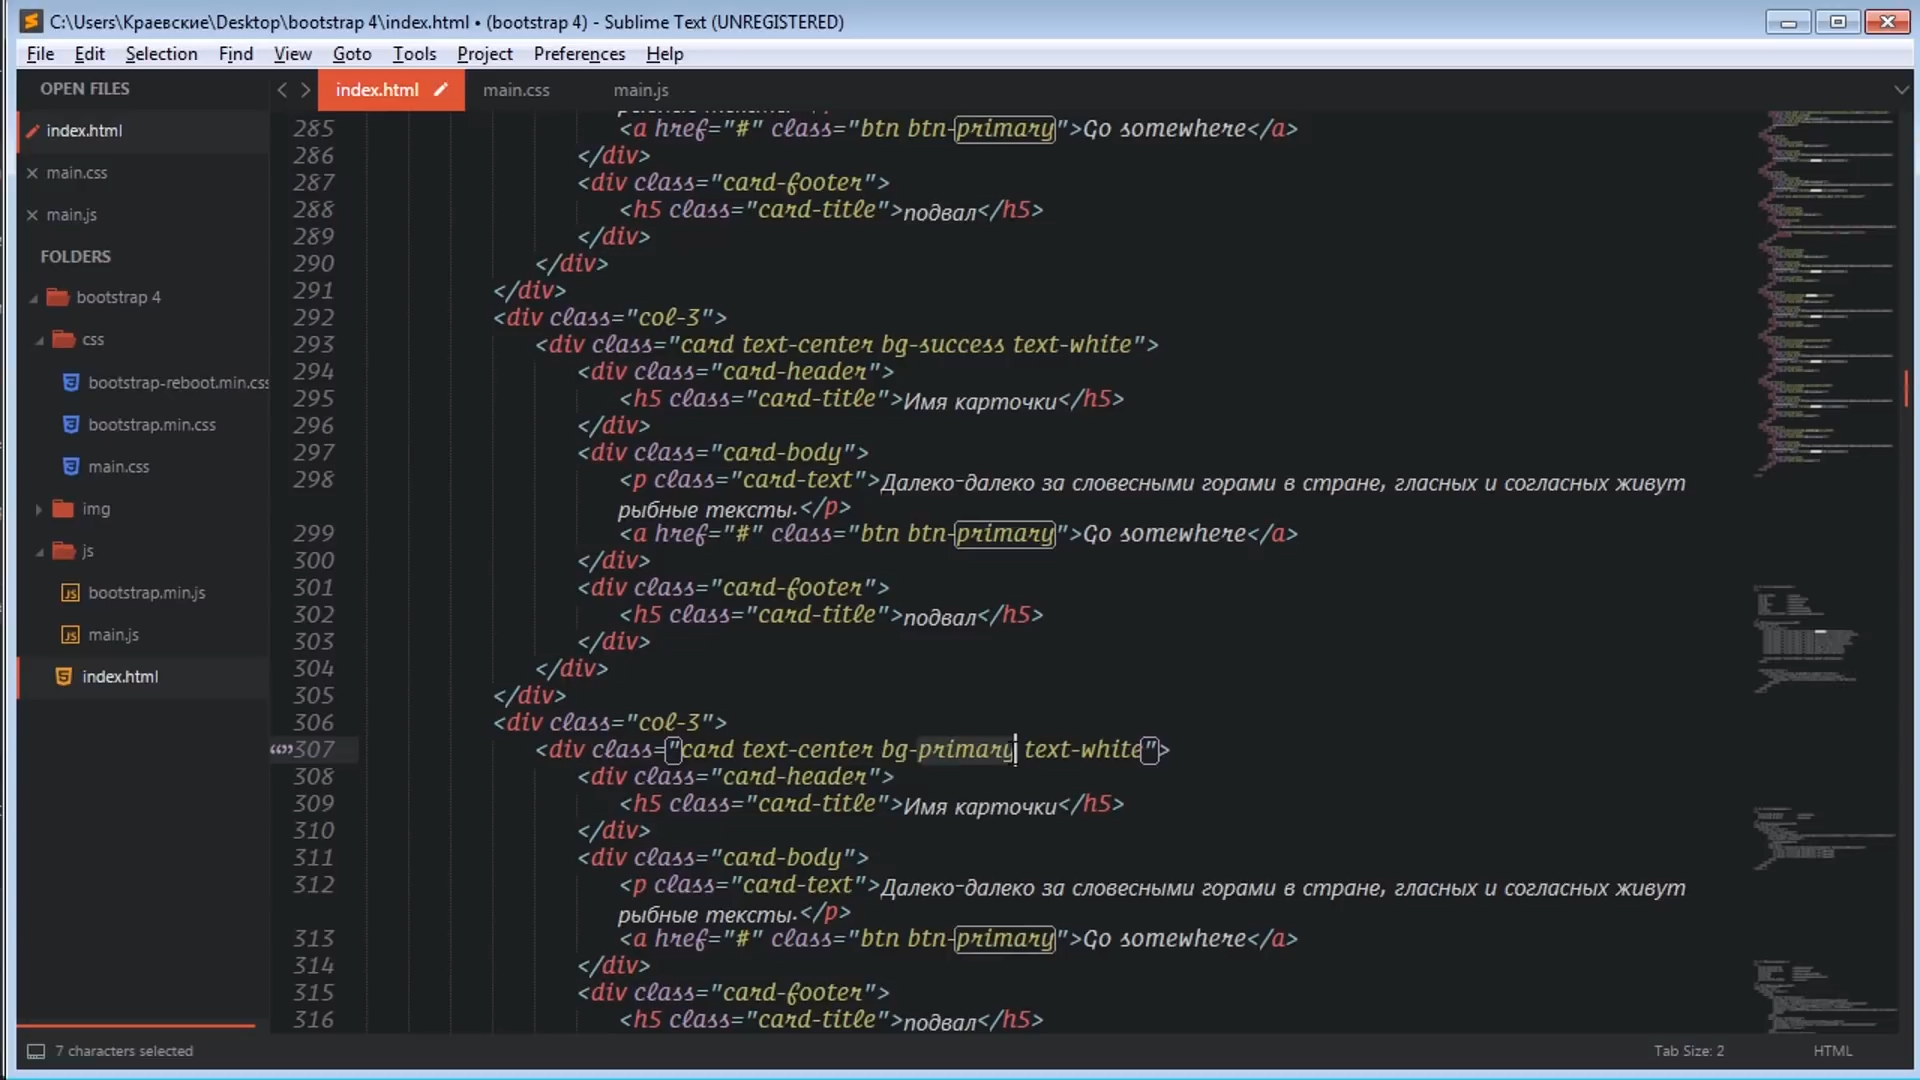 C:\Users\Краевские\Desktop\bootstrap 4\index.html • (bootstrap 4) - Sublime Text (UNREGISTERED)
File Edit Selection Find View Goto Tools Project Preferences Help
OPEN FILES
index.html
main.css
main.js
FOLDERS
bootstrap 4
css
bootstrap-reboot.min.css
bootstrap.min.css
main.css
img
js
bootstrap.min.js
main.js
index.html
index.html main.css main.js
285 <a href="#" class="btn btn-primary">Go somewhere</a>
286 </div>
287 <div class="card-footer">
288 <h5 class="card-title">подвал</h5>
289 </div>
290 </div>
291 </div>
292 <div class="col-3">
293 <div class="card text-center bg-success text-white">
294 <div class="card-header">
295 <h5 class="card-title">Имя карточки</h5>
296 </div>
297 <div class="card-body">
298 <p class="card-text">Далеко-далеко за словесными горами в стране, гласных и согласных живут
рыбные тексты.</p>
299 <a href="#" class="btn btn-primary">Go somewhere</a>
300 </div>
301 <div class="card-footer">
302 <h5 class="card-title">подвал</h5>
303 </div>
304 </div>
305 </div>
306 <div class="col-3">
307 <div class="card text-center bg-primary text-white">
308 <div class="card-header">
309 <h5 class="card-title">Имя карточки</h5>
310 </div>
311 <div class="card-body">
312 <p class="card-text">Далеко-далеко за словесными горами в стране, гласных и согласных живут
рыбные тексты.</p>
313 <a href="#" class="btn btn-primary">Go somewhere</a>
314 </div>
315 <div class="card-footer">
316 <h5 class="card-title">подвал</h5>
7 characters selected
Tab Size: 2
HTML